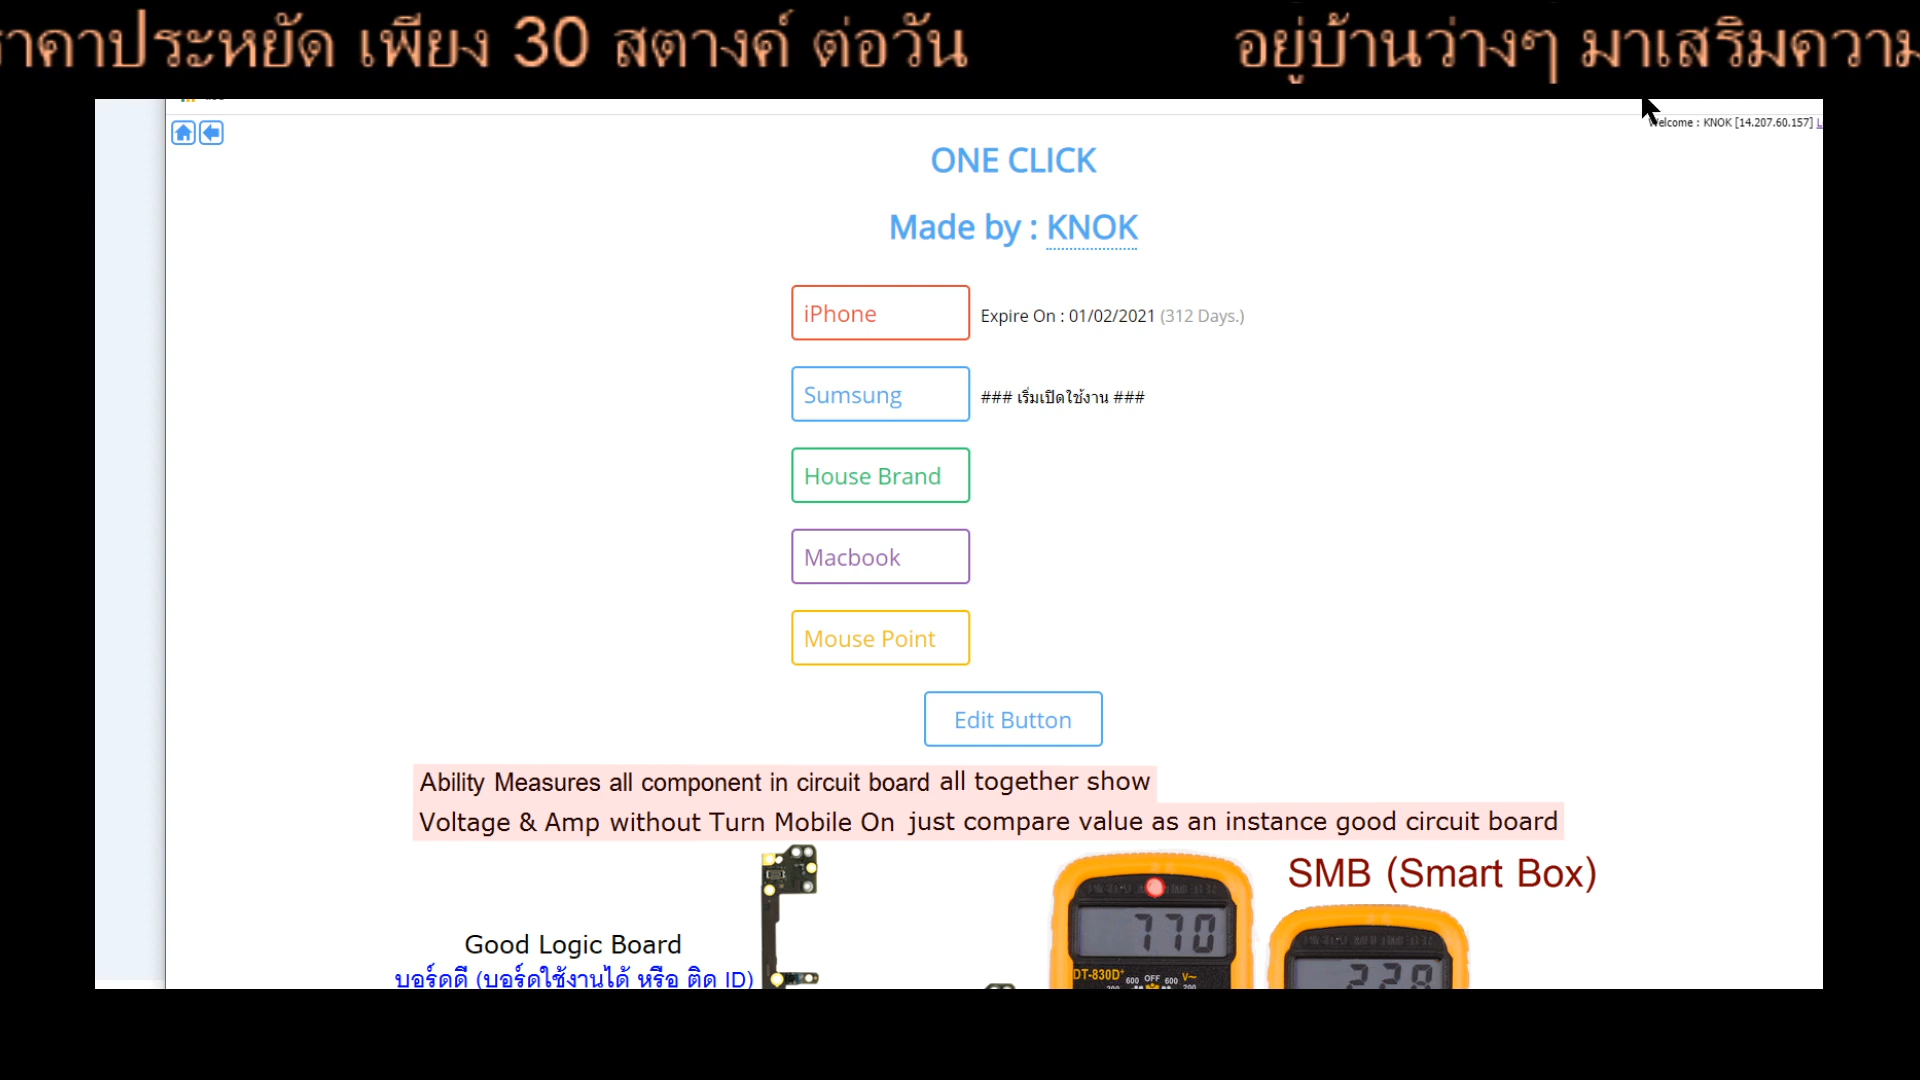 ราคาประหยัด เพียง 30 สตางค์ ต่อวัน อยู่บ้านว่างๆ มาเสริมความ
Welcome : KNOK [14.207.60.157] L
ONE CLICK
Made by : KNOK
iPhone Expire On : 01/02/2021 (312 Days.)
Sumsung ### เริ่มเปิดใช้งาน ###
House Brand
Macbook
Mouse Point
Edit Button
Ability Measures all component in circuit board all together show
Voltage & Amp without Turn Mobile On just compare value as an instance good circuit board
SMB (Smart Box)
770
Good Logic Board
228
บอร์ดดี (บอร์ดใช้งานได้ หรือ ติด ID)
DT-830D+ 600 OFF 600 V~
200 200